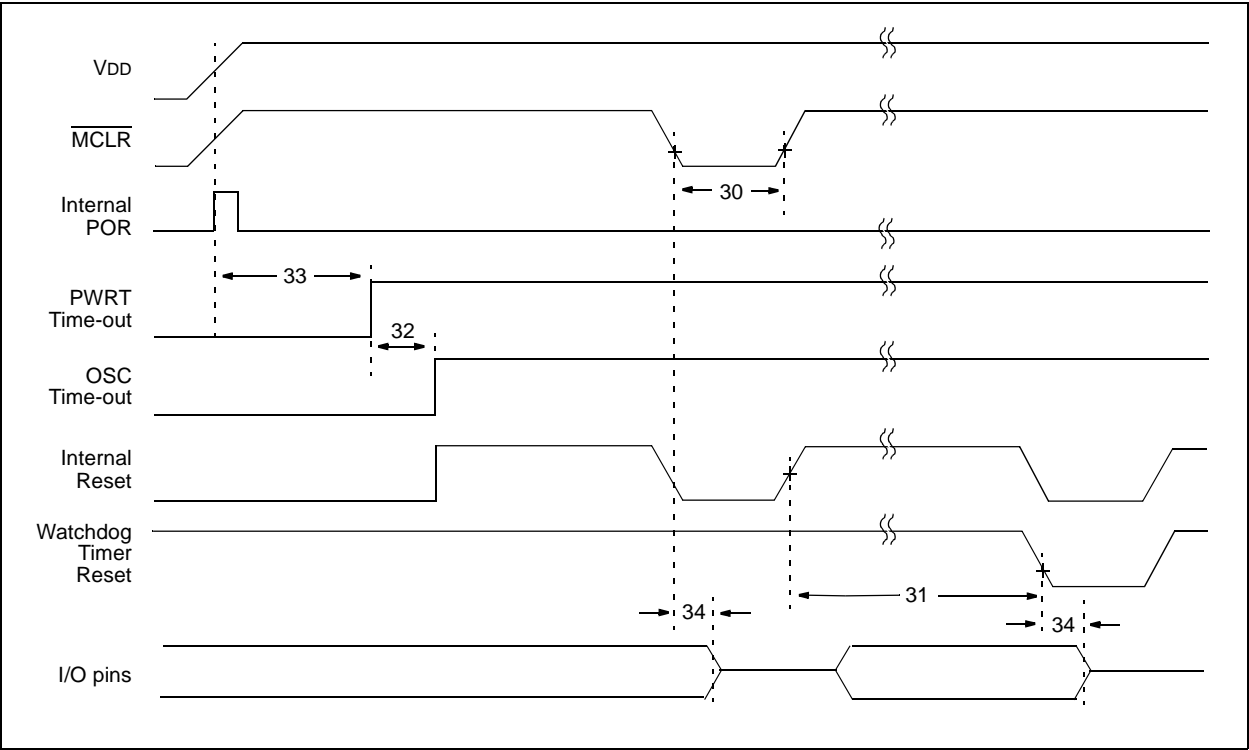 VDD
MCLR
30
Internal
POR
33
PWRT
Time-out
32
OSC
Time-out
Internal
Reset
Watchdog
Timer
Reset
31
34
34
I/O pins